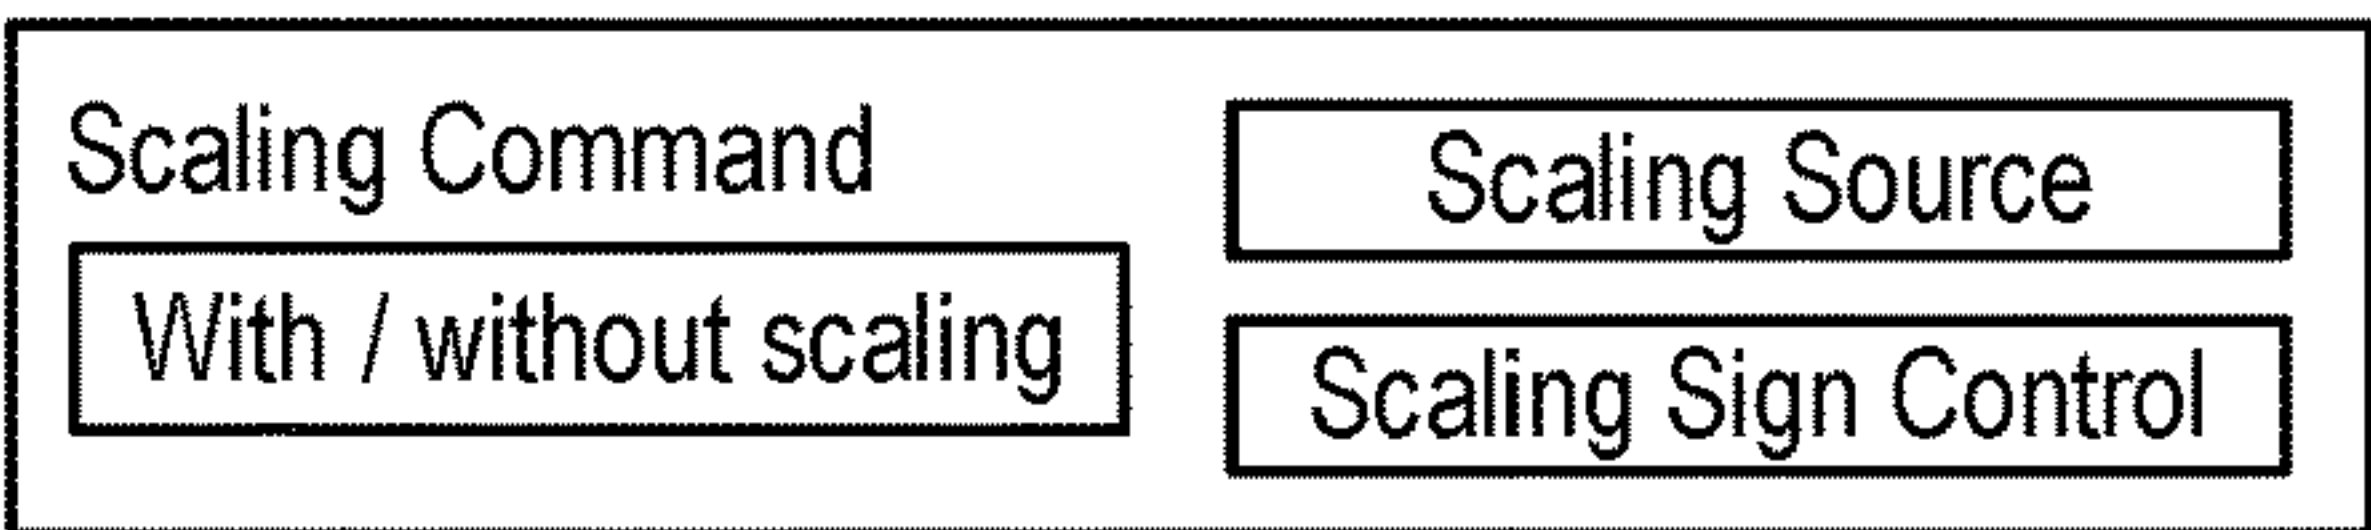 Scaling Command
With / without scaling
Scaling Source
Scaling Sign Control